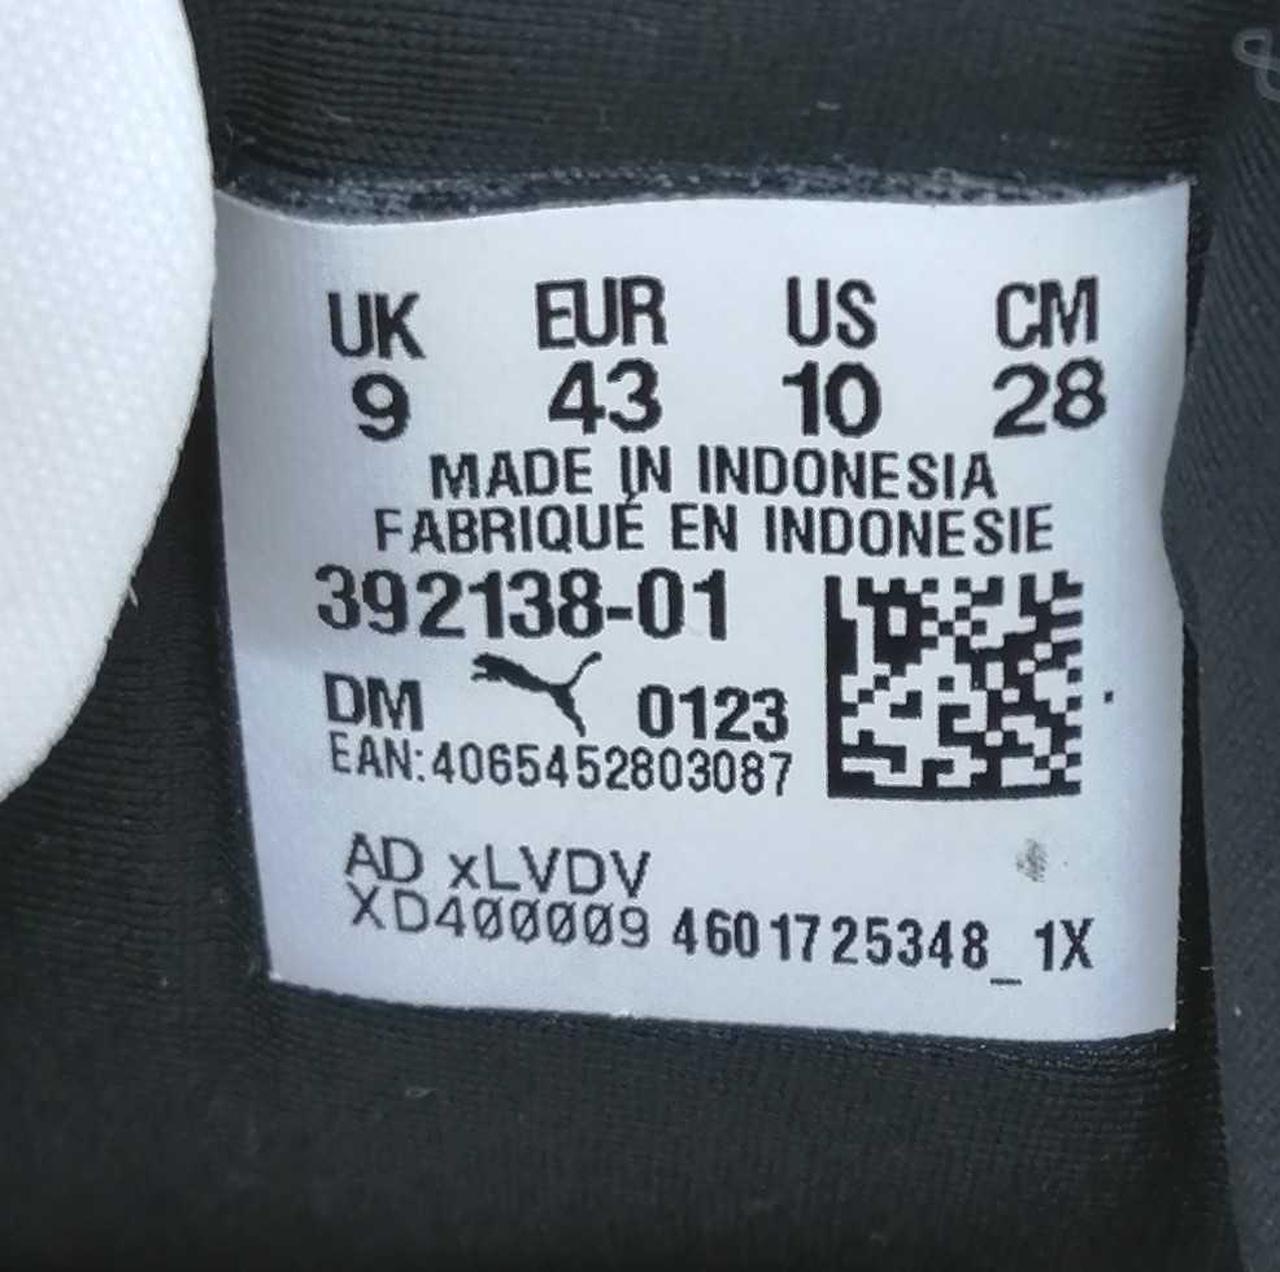 UK EUR US CM
9 43 10 28
MADE IN INDONESIA
FABRIQUÉ EN INDONESIE
392138-01
DM 0123
EAN:4065452803087
AD xLVDV
XD400009 4601725348_1X